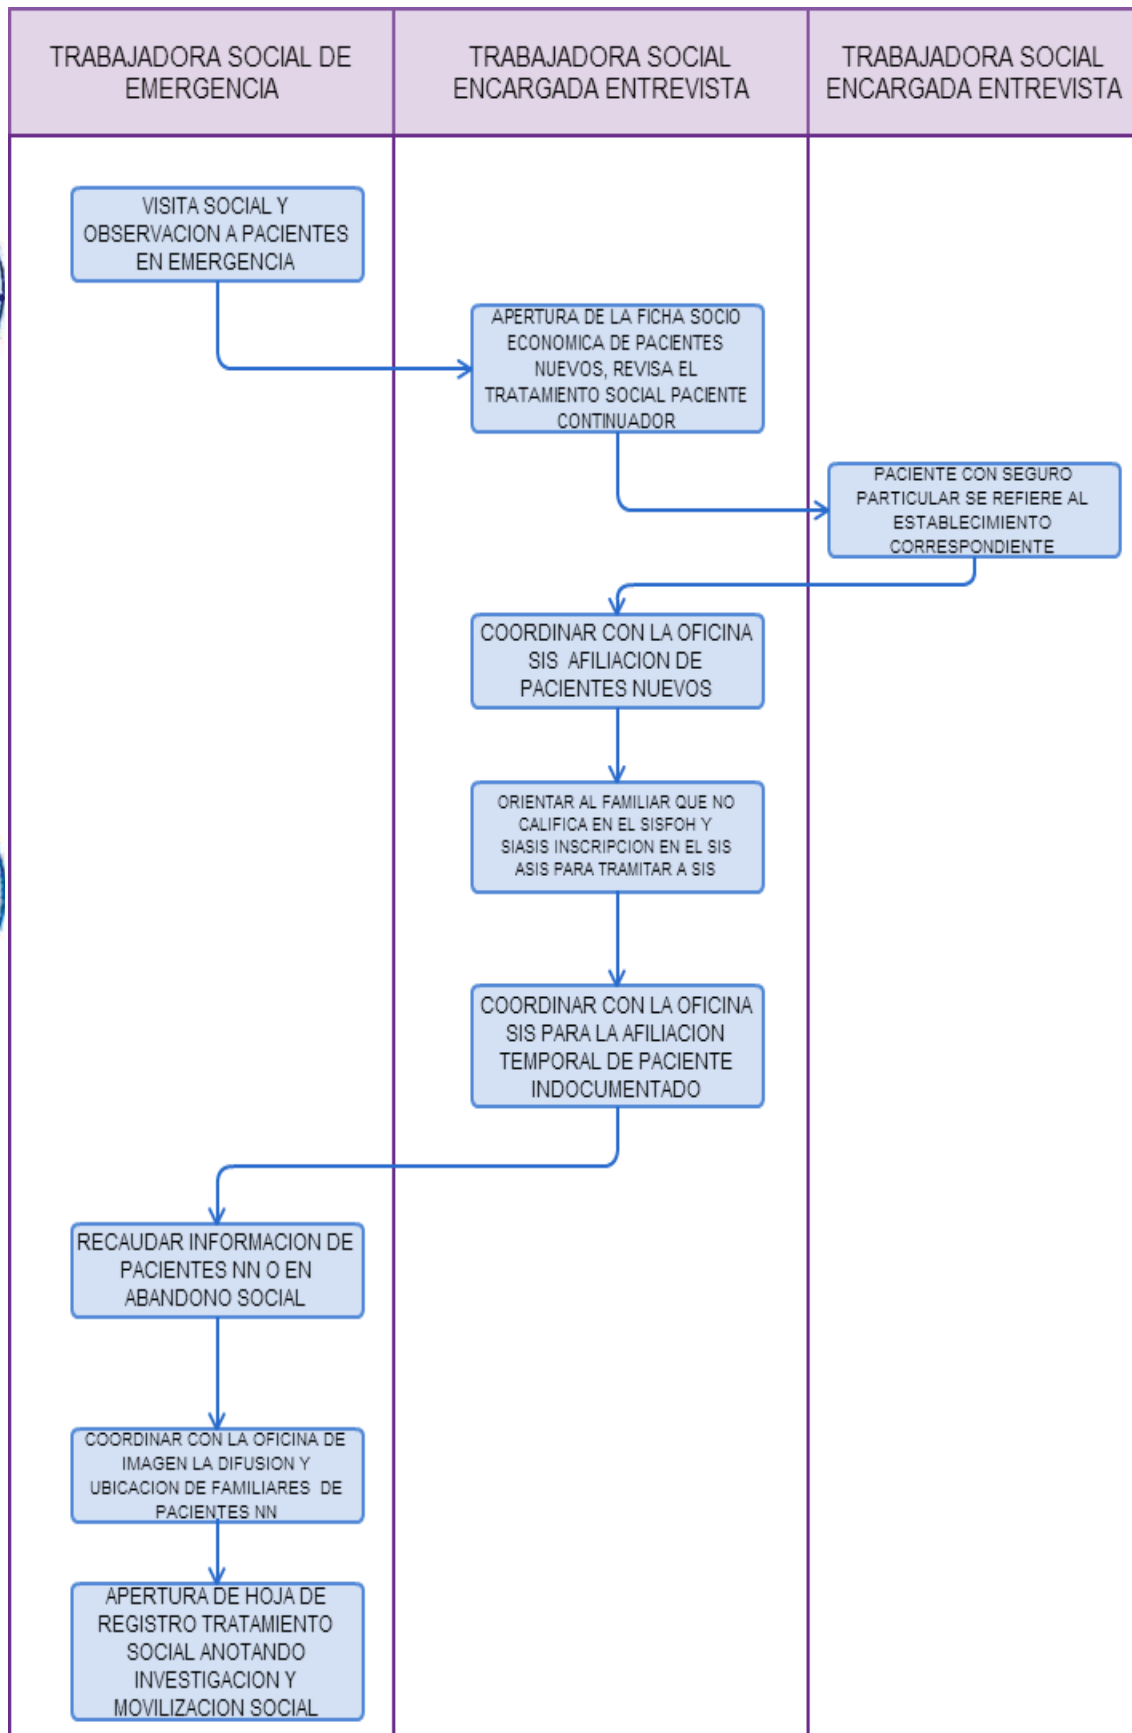 TRABAJADORA SOCIAL DE
EMERGENCIA
TRABAJADORA SOCIAL
ENCARGADA ENTREVISTA
TRABAJADORA SOCIAL
ENCARGADA ENTREVISTA
VISITA SOCIAL Y
OBSERVACION A PACIENTES
EN EMERGENCIA
APERTURA DE LA FICHA SOCIO
ECONOMICA DE PACIENTES
NUEVOS, REVISA EL
TRATAMIENTO SOCIAL PACIENTE
CONTINUADOR
PACIENTE CON SEGURO
PARTICULAR SE REFIERE AL
ESTABLECIMIENTO
CORRESPONDIENTE
COORDINAR CON LA OFICINA
SIS AFILIACION DE
PACIENTES NUEVOS
ORIENTAR AL FAMILIAR QUE NO
CALIFICA EN EL SISFOH Y
SIASIS INSCRIPCION EN EL SIS
ASIS PARA TRAMITAR A SIS
COORDINAR CON LA OFICINA
SIS PARA LA AFILIACION
TEMPORAL DE PACIENTE
INDOCUMENTADO
RECAUDAR INFORMACION DE
PACIENTES NN O EN
ABANDONO SOCIAL
COORDINAR CON LA OFICINA DE
IMAGEN LA DIFUSION Y
UBICACION DE FAMILIARES DE
PACIENTES NN
APERTURA DE HOJA DE
REGISTRO TRATAMIENTO
SOCIAL ANOTANDO
INVESTIGACION Y
MOVILIZACION SOCIAL